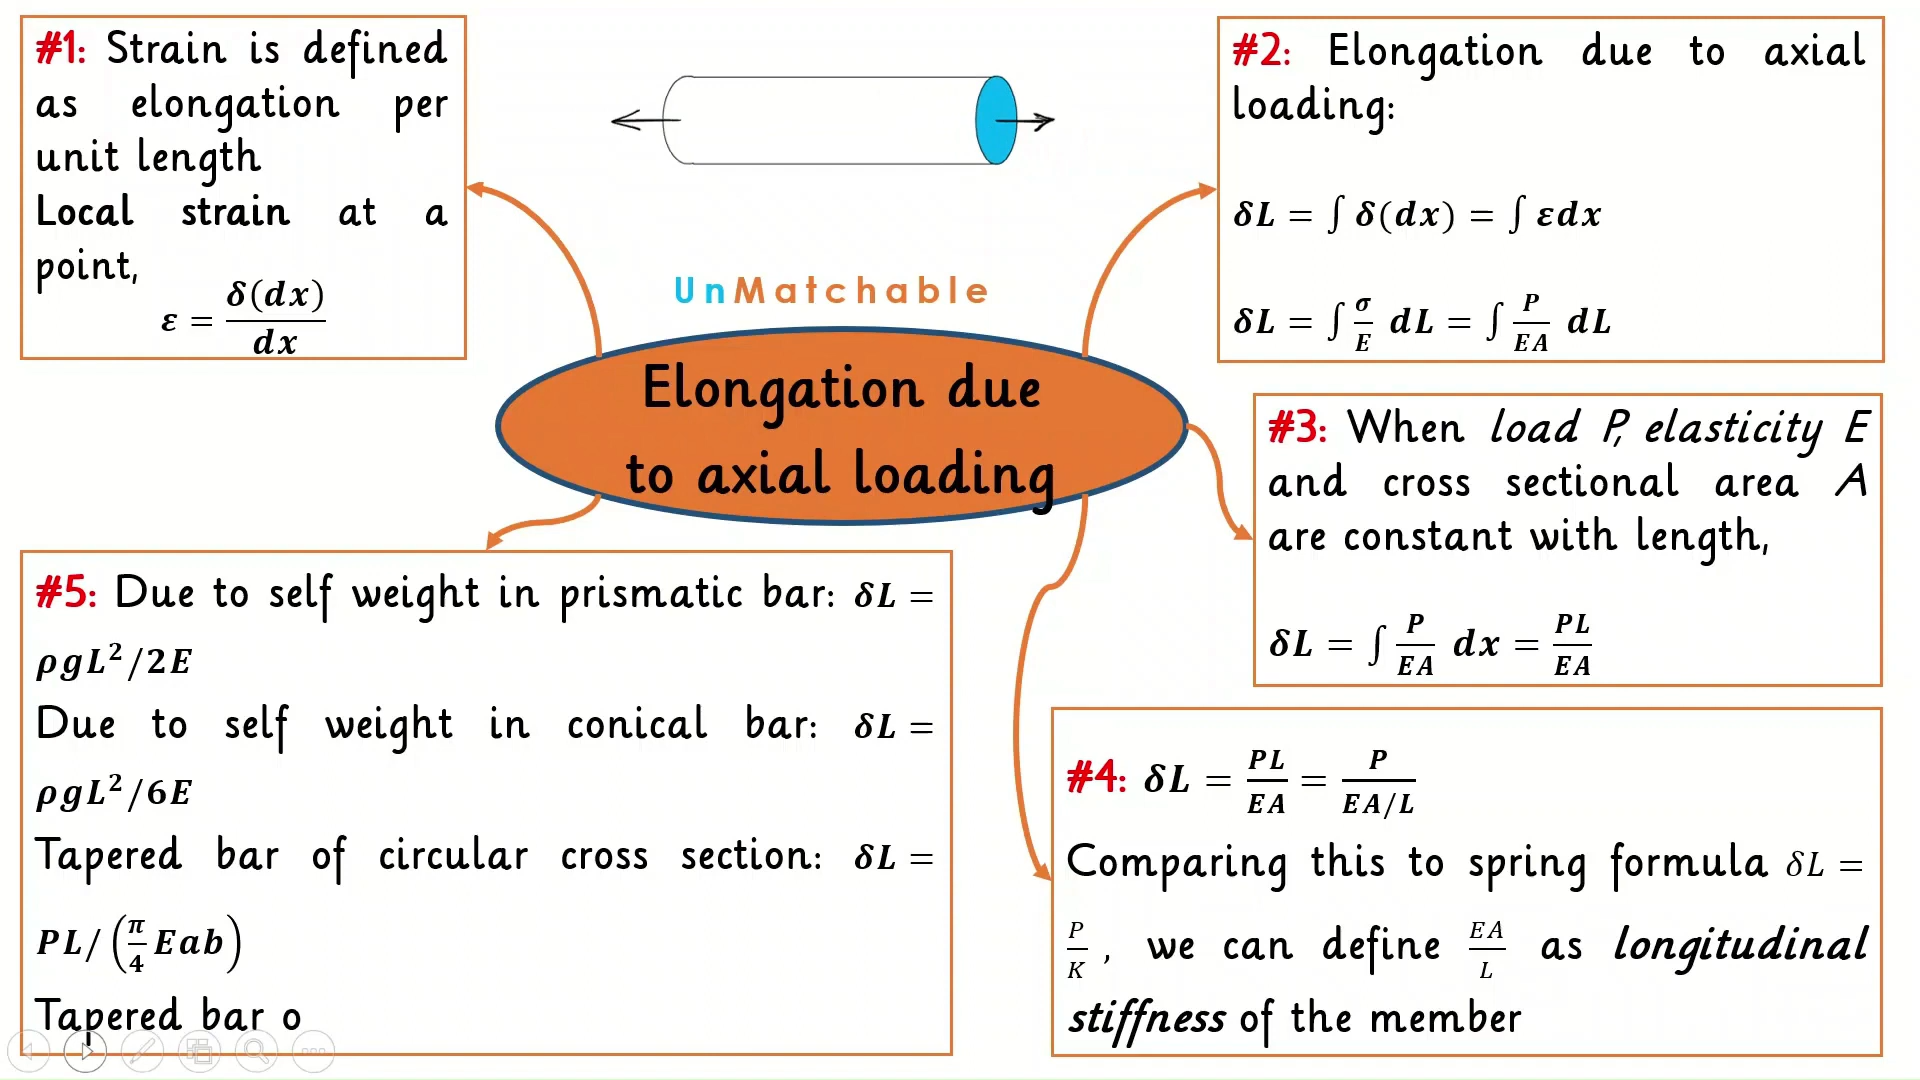 #1: Strain is defined
as elongation per
unit length
Local strain at a
point,
ε = δ(dx)/dx
UnMatchable
Elongation due
to axial loading
#2: Elongation due to axial
loading:
δL = ∫ δ(dx) = ∫ εdx
δL = ∫ σ/E dL = ∫ P/EA dL
#3: When load P, elasticity E
and cross sectional area A
are constant with length,
δL = ∫ P/EA dx = PL/EA
#4: δL = PL/EA = P/(EA/L)
Comparing this to spring formula δL =
P/K , we can define EA/L as longitudinal
stiffness of the member
#5: Due to self weight in prismatic bar: δL =
ρgL²/2E
Due to self weight in conical bar: δL =
ρgL²/6E
Tapered bar of circular cross section: δL =
PL/(π/4 Eab)
Tapered bar o